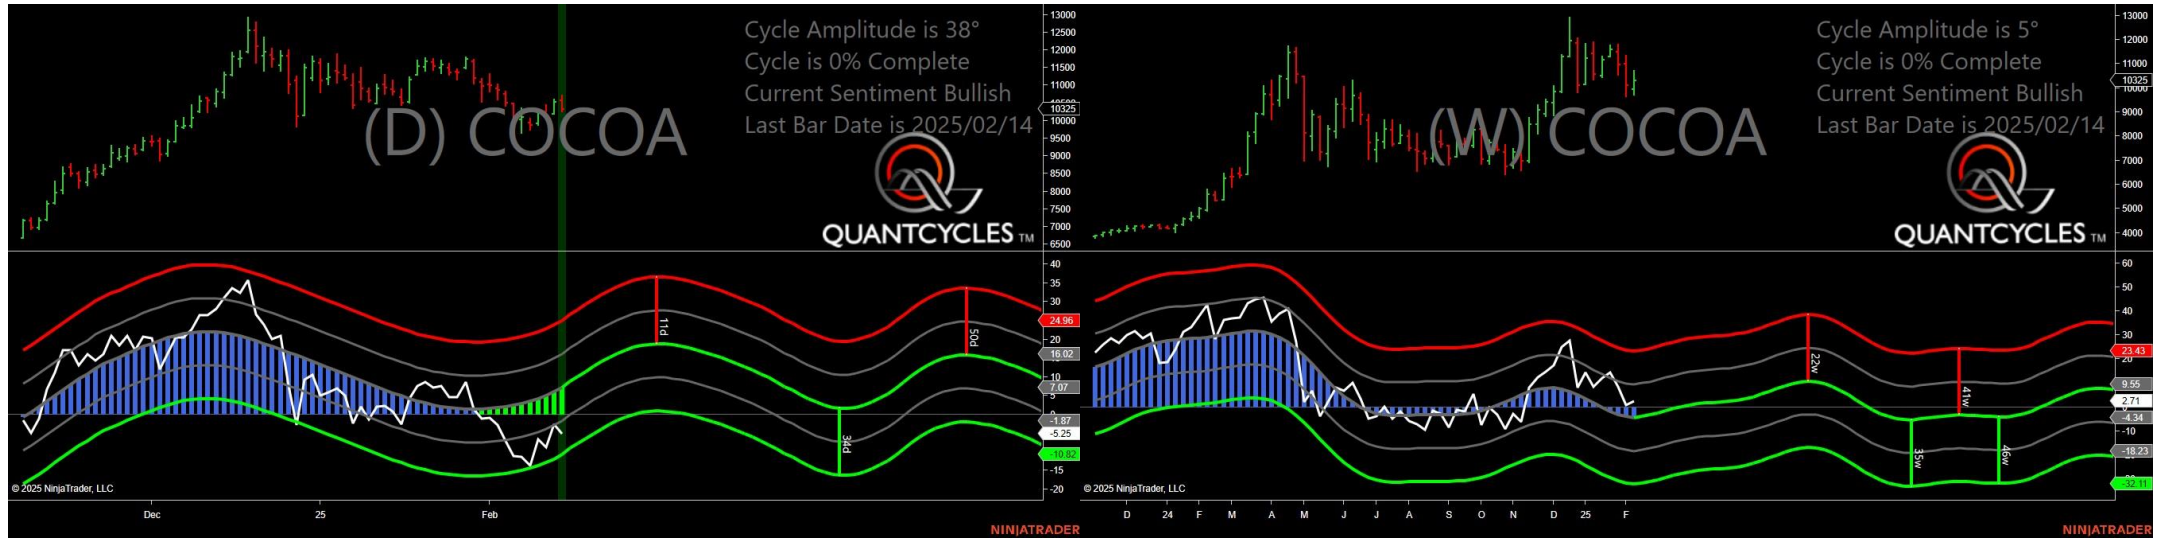 Cycle Amplitude is 38°
Cycle is 0% Complete
Current Sentiment Bullish
Last Bar Date is 2025/02/14
(D) COCOA
QUANTCYCLES TM
13000
12500
12000
11500
11000
10325
10000
9500
9000
8500
8000
7500
7000
6500
40
35
30
24.96
20
16.02
10
7.07
5
-1.87
-5.25
-10.82
-15
-20
11d
34d
50d
© 2025 NinjaTrader, LLC
Dec
25
Feb
NINJATRADER
Cycle Amplitude is 5°
Cycle is 0% Complete
Current Sentiment Bullish
Last Bar Date is 2025/02/14
(W) COCOA
QUANTCYCLES TM
13000
12000
11000
10325
9000
8000
7000
6000
5000
4000
60
50
40
30
23.43
20
9.55
2.71
-4.34
-10
-18.23
-32.11
22w
35w
41w
46w
© 2025 NinjaTrader, LLC
D 24 F M A M J J A S O N D 25 F
NINJATRADER